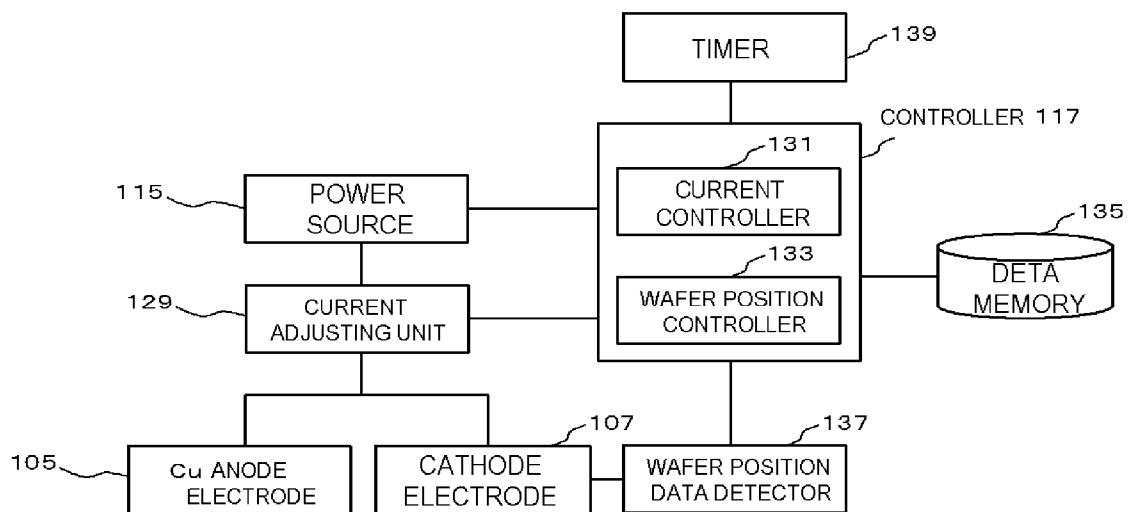 TIMER
139
CONTROLLER 117
131
CURRENT
CONTROLLER
115
POWER
SOURCE
135
DETA
MEMORY
133
WAFER POSITION
CONTROLLER
129
CURRENT
ADJUSTING UNIT
107
137
105
Cu ANODE
ELECTRODE
CATHODE
ELECTRODE
WAFER POSITION
DATA DETECTOR